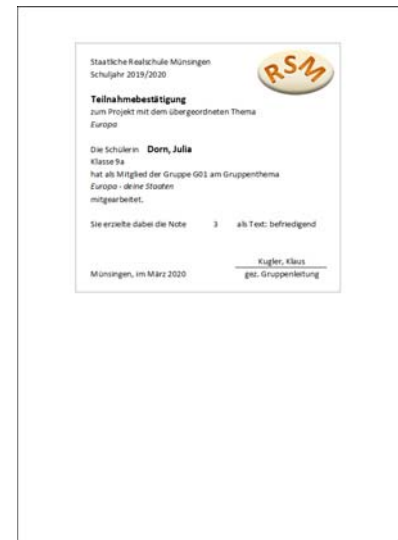 Staatliche Realschule Münsingen
Schuljahr 2019/2020
RSM
Teilnahmebestätigung
zum Projekt mit dem übergeordneten Thema
Europa
Die Schülerin Dorn, Julia
Klasse 9a
hat als Mitglied der Gruppe G01 am Gruppenthema
Europa - deine Staaten
mitgearbeitet.
Sie erzielte dabei die Note 3 als Text: befriedigend
Kugler, Klaus
Münsingen, im März 2020 gez. Gruppenleitung